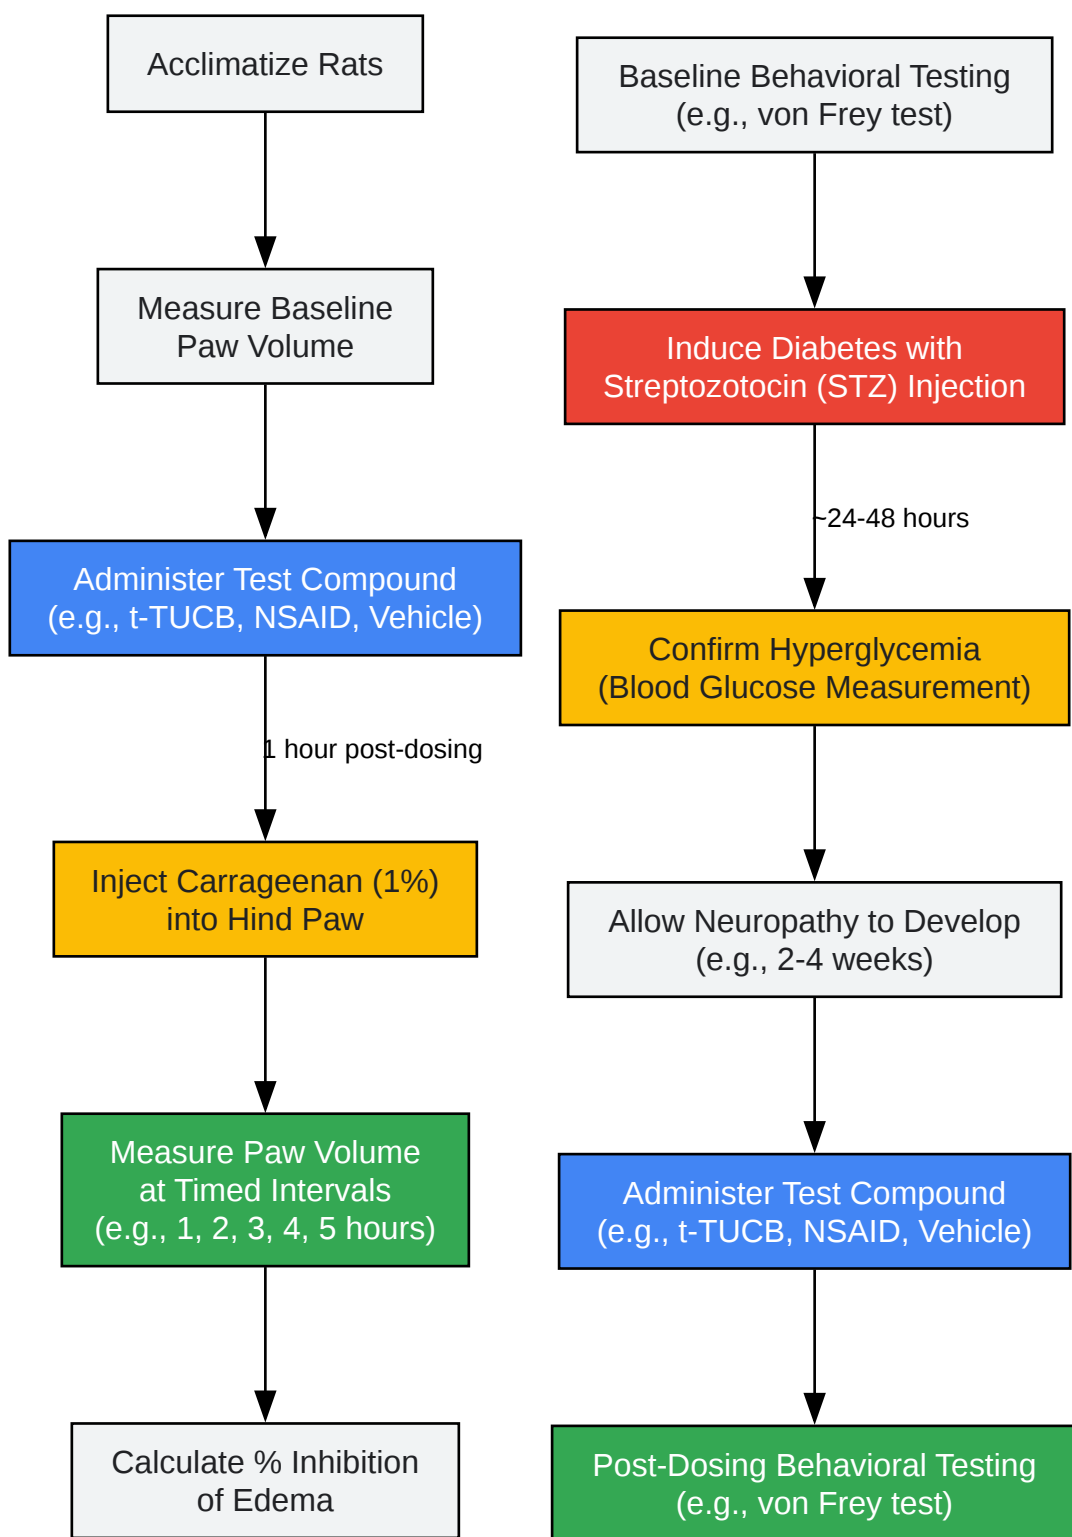 Acclimatize Rats
Measure Baseline
Paw Volume
Administer Test Compound
(e.g., t-TUCB, NSAID, Vehicle)
1 hour post-dosing
Inject Carrageenan (1%)
into Hind Paw
Measure Paw Volume
at Timed Intervals
(e.g., 1, 2, 3, 4, 5 hours)
Calculate % Inhibition
of Edema
Baseline Behavioral Testing
(e.g., von Frey test)
Induce Diabetes with
Streptozotocin (STZ) Injection
~24-48 hours
Confirm Hyperglycemia
(Blood Glucose Measurement)
Allow Neuropathy to Develop
(e.g., 2-4 weeks)
Administer Test Compound
(e.g., t-TUCB, NSAID, Vehicle)
Post-Dosing Behavioral Testing
(e.g., von Frey test)